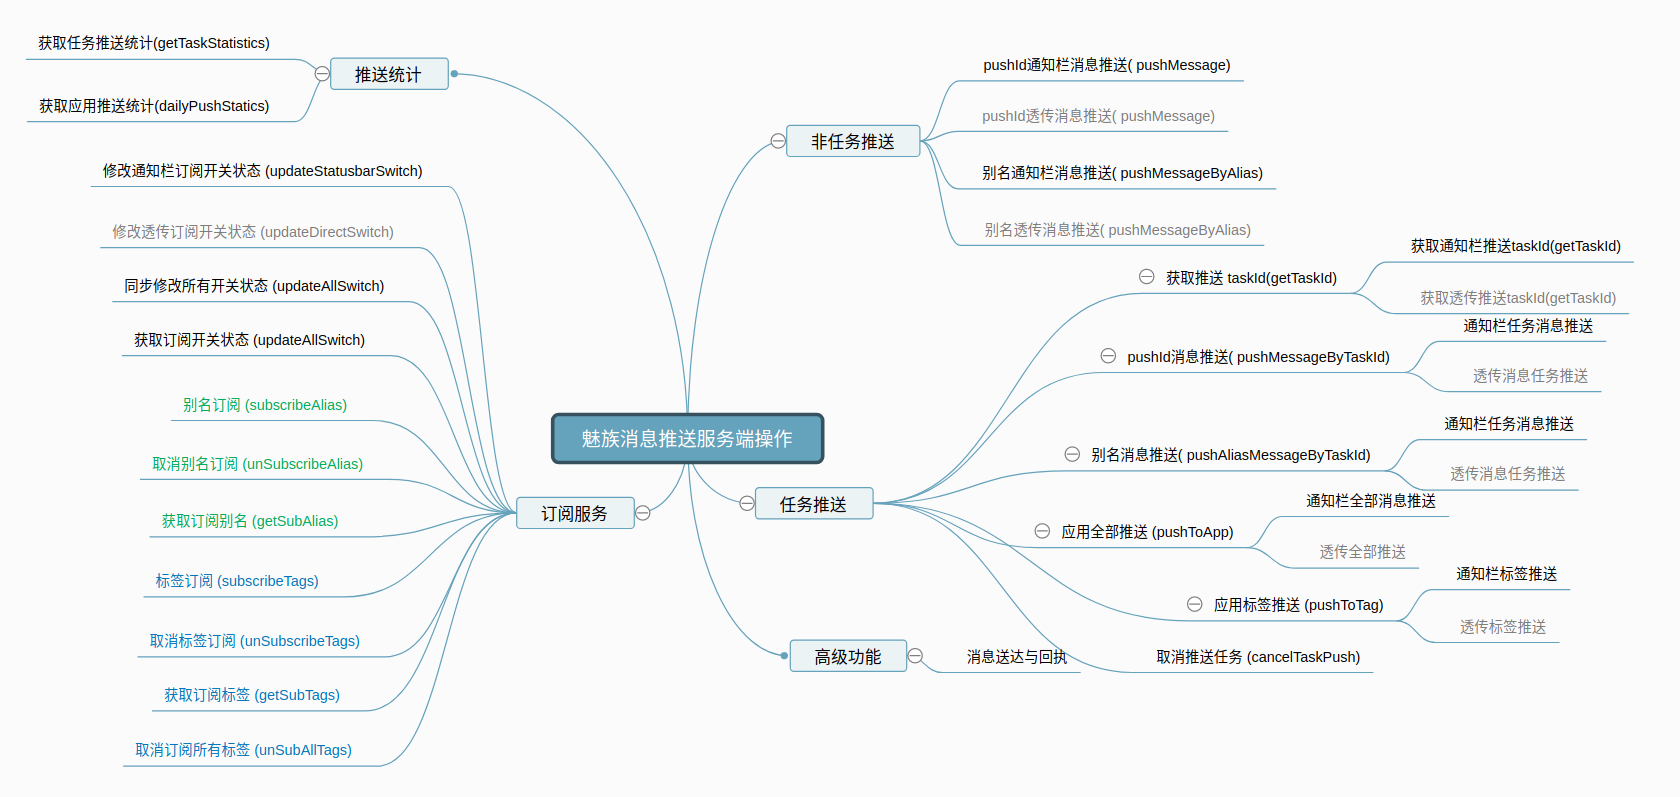 魅族消息推送服务端操作
推送统计
获取任务推送统计(getTaskStatistics)
获取应用推送统计(dailyPushStatics)
订阅服务
修改通知栏订阅开关状态 (updateStatusbarSwitch)
修改透传订阅开关状态 (updateDirectSwitch)
同步修改所有开关状态 (updateAllSwitch)
获取订阅开关状态 (updateAllSwitch)
别名订阅 (subscribeAlias)
取消别名订阅 (unSubscribeAlias)
获取订阅别名 (getSubAlias)
标签订阅 (subscribeTags)
取消标签订阅 (unSubscribeTags)
获取订阅标签 (getSubTags)
取消订阅所有标签 (unSubAllTags)
非任务推送
pushId通知栏消息推送( pushMessage)
pushId透传消息推送( pushMessage)
别名通知栏消息推送( pushMessageByAlias)
别名透传消息推送( pushMessageByAlias)
任务推送
获取推送 taskId(getTaskId)
获取通知栏推送taskId(getTaskId)
获取透传推送taskId(getTaskId)
pushId消息推送( pushMessageByTaskId)
通知栏任务消息推送
透传消息任务推送
别名消息推送( pushAliasMessageByTaskId)
通知栏任务消息推送
透传消息任务推送
应用全部推送 (pushToApp)
通知栏全部消息推送
透传全部推送
应用标签推送 (pushToTag)
通知栏标签推送
透传标签推送
取消推送任务 (cancelTaskPush)
高级功能
消息送达与回执